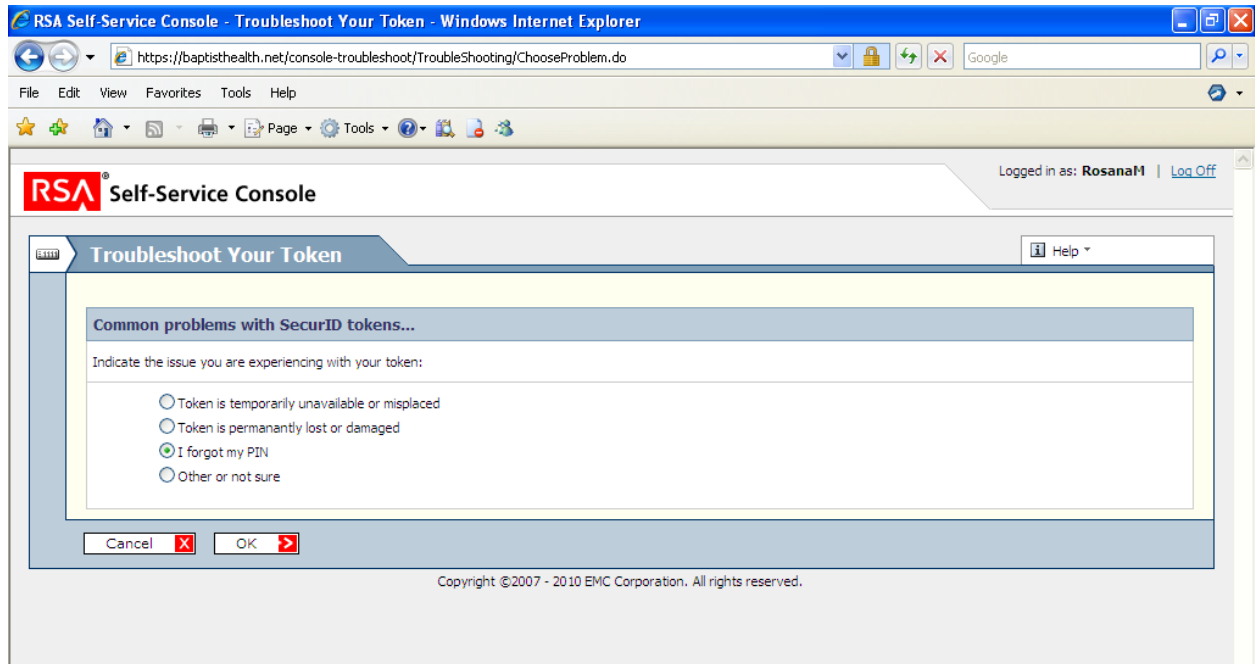 RSA Self-Service Console - Troubleshoot Your Token - Windows Internet Explorer
https://baptisthealth.net/console-troubleshoot/TroubleShooting/ChooseProblem.do
Google
File Edit View Favorites Tools Help
Page Tools
Logged in as: RosanaM | Log Off
RSA® Self-Service Console
Troubleshoot Your Token
Help
Common problems with SecurID tokens...
Indicate the issue you are experiencing with your token:
Token is temporarily unavailable or misplaced
Token is permanantly lost or damaged
I forgot my PIN
Other or not sure
Cancel X OK >
Copyright ©2007 - 2010 EMC Corporation. All rights reserved.